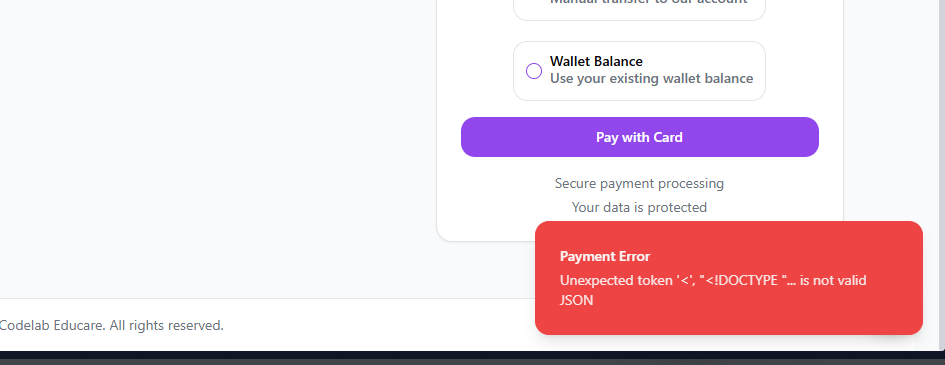 Manual transfer to our account
Wallet Balance
Use your existing wallet balance
Pay with Card
Secure payment processing
Your data is protected
Payment Error
Unexpected token '<', "<!DOCTYPE "... is not valid
JSON
Codelab Educare. All rights reserved.